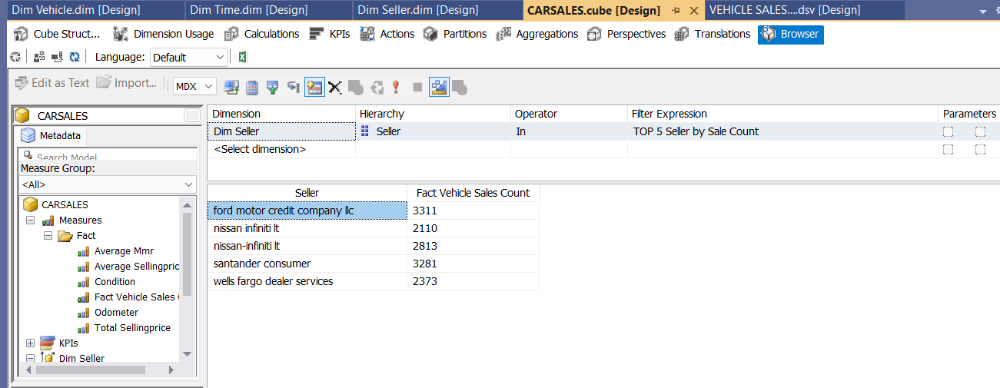 Dim Vehicle.dim [Design] Dim Time.dim [Design] Dim Seller.dim [Design] CARSALES.cube [Design] VEHICLE SALES....dsv [Design]
Cube Struct... Dimension Usage Calculations KPIs Actions Partitions Aggregations Perspectives Translations Browser
Language: Default
Edit as Text Import... MDX
CARSALES
Metadata
Search Model
Measure Group:
<All>
CARSALES
Measures
Fact
Average Mmr
Average Sellingpric
Condition
Fact Vehicle Sales
Odometer
Total Sellingprice
KPIs
Dim Seller
Dimension Hierarchy Operator Filter Expression Parameters
Dim Seller Seller In TOP 5 Seller by Sale Count
<Select dimension>
Seller Fact Vehicle Sales Count
ford motor credit company llc 3311
nissan infiniti lt 2110
nissan-infiniti lt 2813
santander consumer 3281
wells fargo dealer services 2373